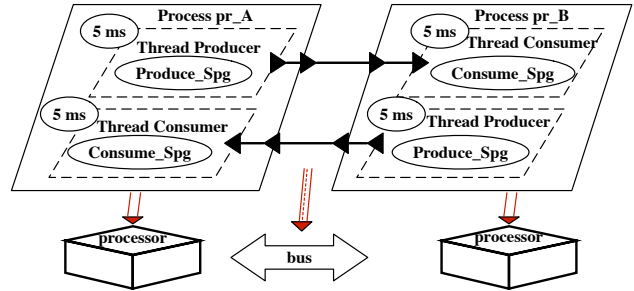 Process pr_A
5 ms
Thread Producer
Produce_Spg
5 ms
Thread Consumer
Consume_Spg
Process pr_B
5 ms
Thread Consumer
Consume_Spg
5 ms
Thread Producer
Produce_Spg
processor
bus
processor